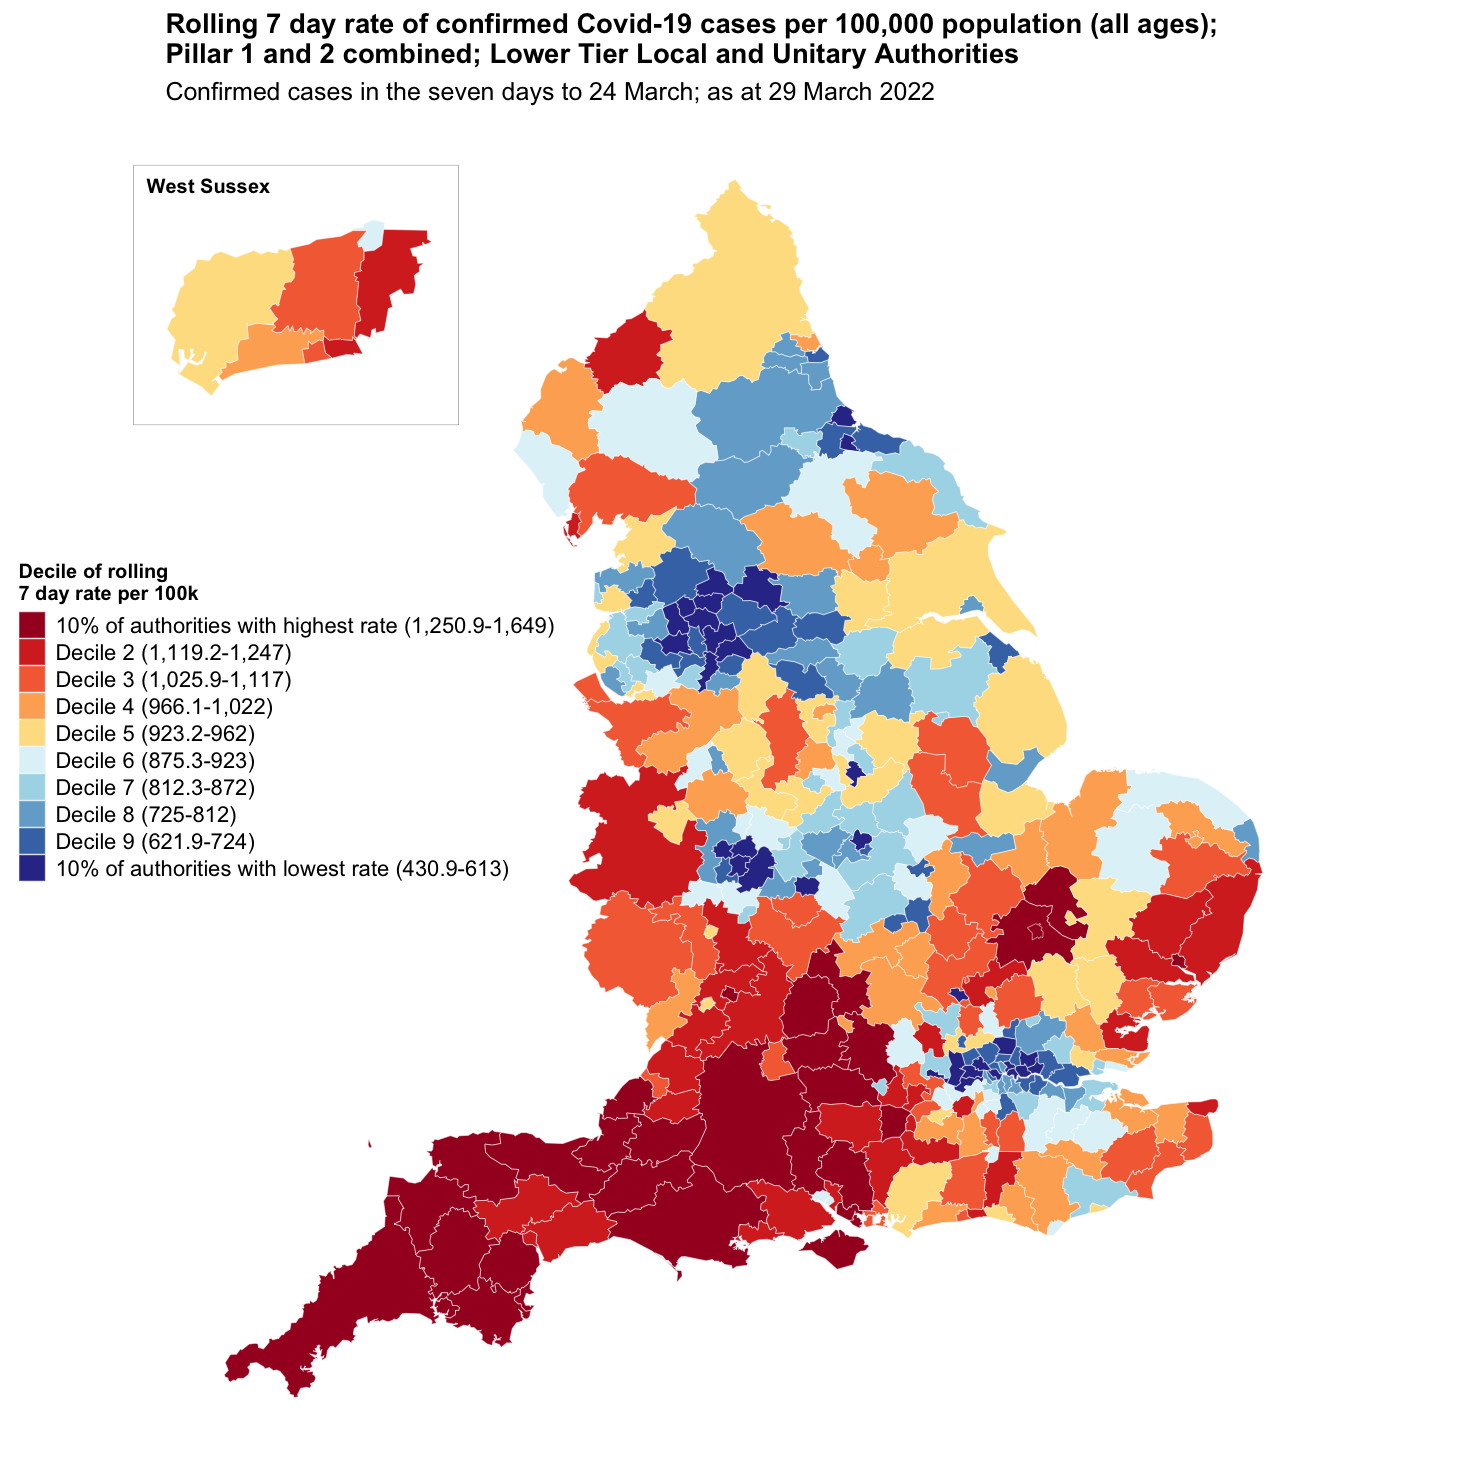 Rolling 7 day rate of confirmed Covid-19 cases per 100,000 population (all ages);
Pillar 1 and 2 combined; Lower Tier Local and Unitary Authorities
Confirmed cases in the seven days to 24 March; as at 29 March 2022
West Sussex
Decile of rolling
7 day rate per 100k
10% of authorities with highest rate (1,250.9-1,649)
Decile 2 (1,119.2-1,247)
Decile 3 (1,025.9-1,117)
Decile 4 (966.1-1,022)
Decile 5 (923.2-962)
Decile 6 (875.3-923)
Decile 7 (812.3-872)
Decile 8 (725-812)
Decile 9 (621.9-724)
10% of authorities with lowest rate (430.9-613)